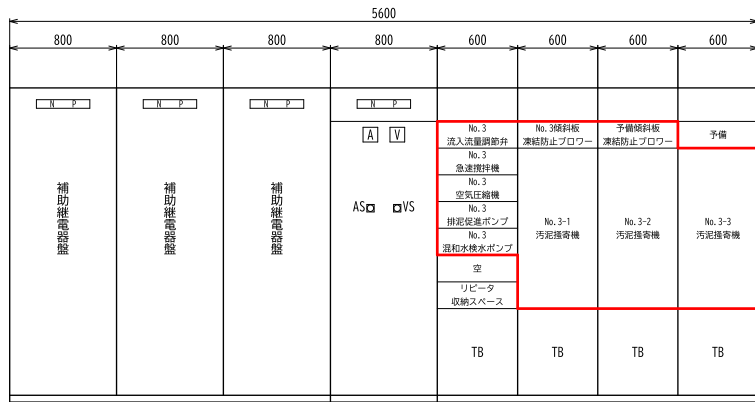 5600
800
800
800
800
600
600
600
600
N P
N P
N P
N P
A
V
AS
VS
補助継電器盤
補助継電器盤
補助継電器盤
No.3
流入流量調節弁
No.3傾斜板
凍結防止ブロワー
予備傾斜板
凍結防止ブロワー
予備
No.3
急速撹拌機
No.3
空気圧縮機
No.3
排泥促進ポンプ
No.3
混和水検水ポンプ
No.3-1
汚泥掻寄機
No.3-2
汚泥掻寄機
No.3-3
汚泥掻寄機
空
リピータ
収納スペース
TB
TB
TB
TB